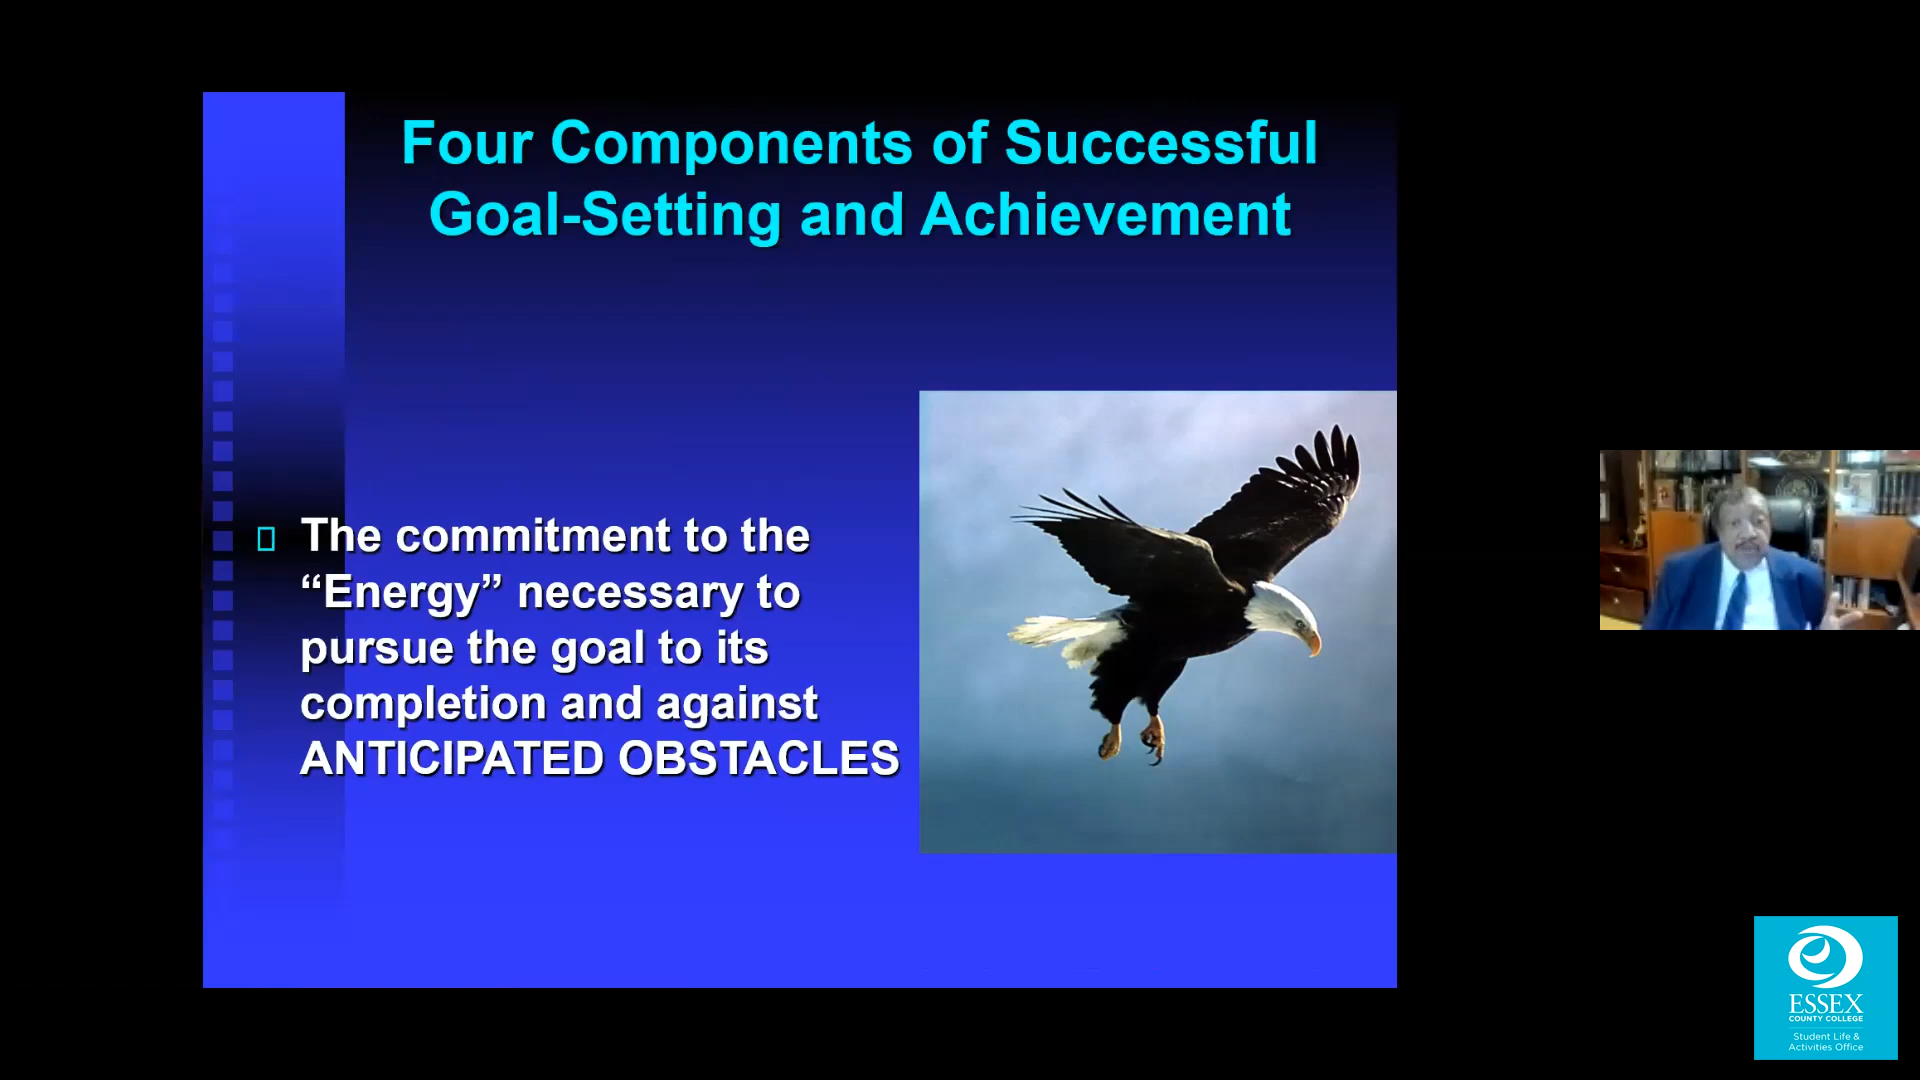 Four Components of Successful
Goal-Setting and Achievement
The commitment to the
“Energy” necessary to
pursue the goal to its
completion and against
ANTICIPATED OBSTACLES
ESSEX
COUNTY COLLEGE
Student Life &
Activities Office